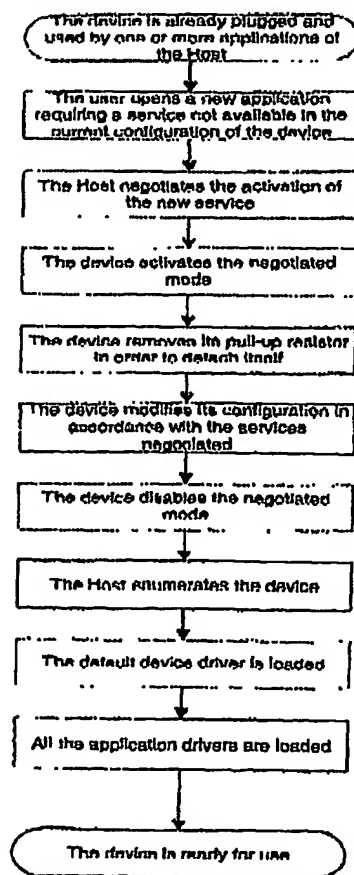 The device is already plugged and
used by one or more applications of
the Host
The user opens a new application
requiring a service not available in the
current configuration of the device
The Host negotiates the activation of
the new service
The device activates the negotiated
mode
The device removes its pull-up resistor
in order to detach itself
The device modifies its configuration in
accordance with the services
negotiated
The device disables the negotiated
mode
The Host enumerates the device
The default device driver is loaded
All the application drivers are loaded
The device is ready for use